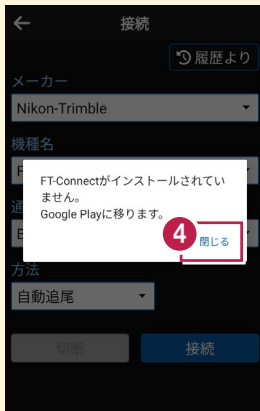 接続
履歴より
メーカー
Nikon-Trimble
機種名
F
FT-Connectがインストールされてい
ません。
Google Playに移ります。
通
B
4
閉じる
方法
自動追尾
切断
接続